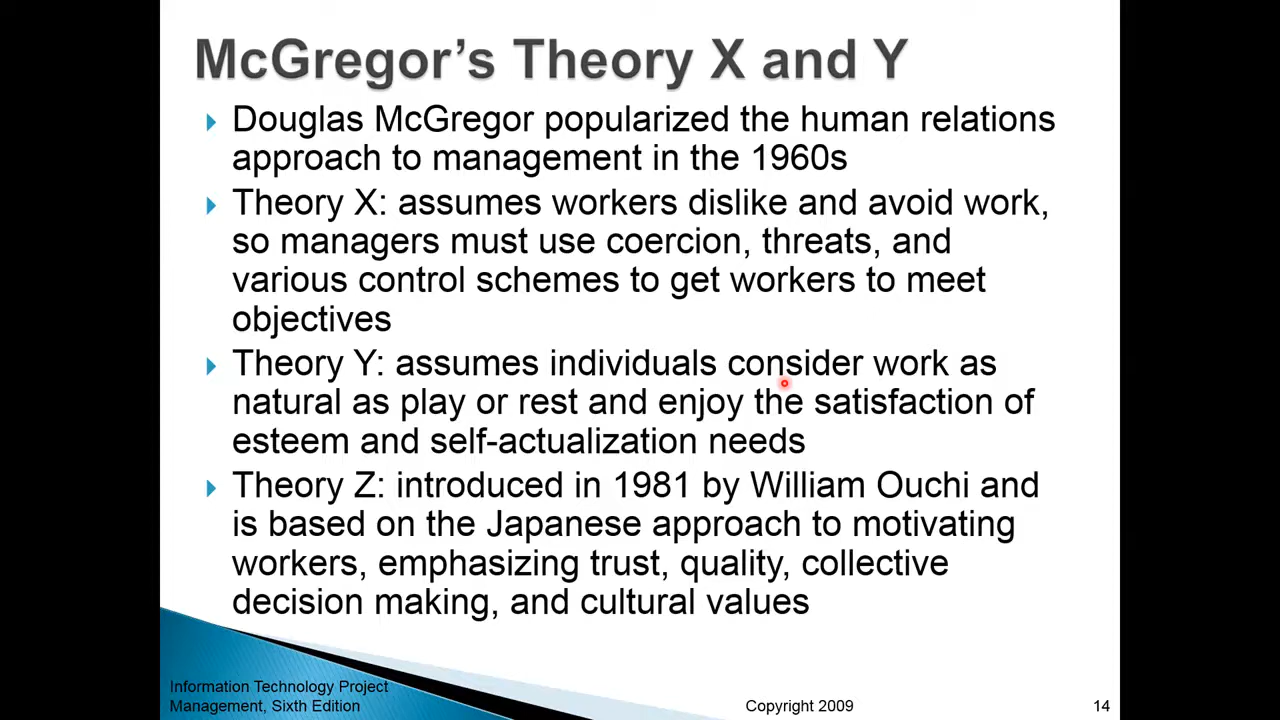 McGregor's Theory X and Y
Douglas McGregor popularized the human relations
approach to management in the 1960s
Theory X: assumes workers dislike and avoid work,
so managers must use coercion, threats, and
various control schemes to get workers to meet
objectives
Theory Y: assumes individuals consider work as
natural as play or rest and enjoy the satisfaction of
esteem and self-actualization needs
Theory Z: introduced in 1981 by William Ouchi and
is based on the Japanese approach to motivating
workers, emphasizing trust, quality, collective
decision making, and cultural values
Information Technology Project
Management, Sixth Edition
Copyright 2009
14